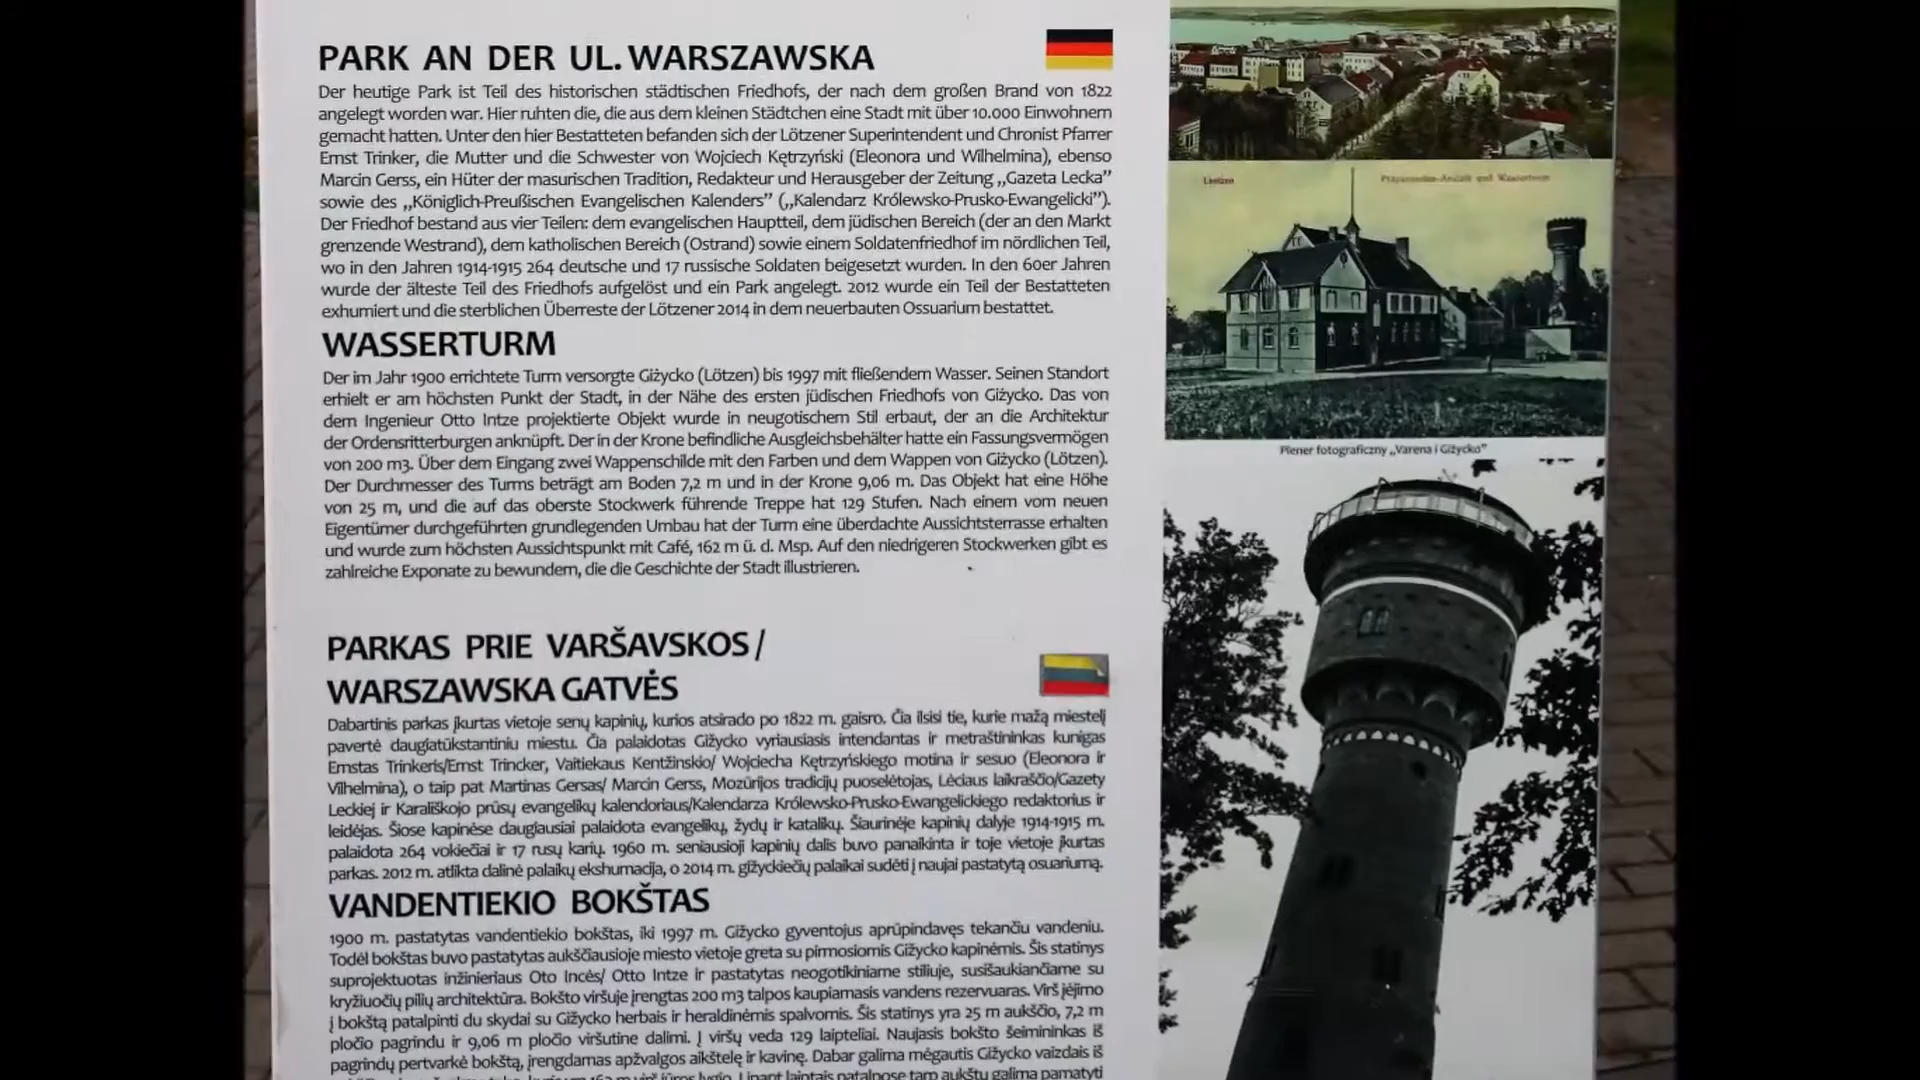 PARK AN DER UL. WARSZAWSKA
Der heutige Park ist Teil des historischen städtischen Friedhofs, der nach dem großen Brand von 1822
angelegt worden war. Hier ruhten die, die aus dem kleinen Städtchen eine Stadt mit über 10.000 Einwohnern
gemacht hatten. Unter den hier Bestatteten befanden sich der Lötzener Superintendent und Chronist Pfarrer
Ernst Trinker, die Mutter und die Schwester von Wojciech Kętrzyński (Eleonora und Wilhelmina), ebenso
Marcin Gerss, ein Hüter der masurischen Tradition, Redakteur und Herausgeber der Zeitung „Gazeta Lecka”
sowie des „Königlich-Preußischen Evangelischen Kalenders” („Kalendarz Królewsko-Prusko-Ewangelicki”).
Der Friedhof bestand aus vier Teilen: dem evangelischen Hauptteil, dem jüdischen Bereich (der an den Markt
grenzende Westrand), dem katholischen Bereich (Ostrand) sowie einem Soldatenfriedhof im nördlichen Teil,
wo in den Jahren 1914-1915 264 deutsche und 17 russische Soldaten beigesetzt wurden. In den 60er Jahren
wurde der älteste Teil des Friedhofs aufgelöst und ein Park angelegt. 2012 wurde ein Teil der Bestatteten
exhumiert und die sterblichen Überreste der Lötzener 2014 in dem neuerbauten Ossuarium bestattet.
WASSERTURM
Der im Jahr 1900 errichtete Turm versorgte Giżycko (Lötzen) bis 1997 mit fließendem Wasser. Seinen Standort
erhielt er am höchsten Punkt der Stadt, in der Nähe des ersten jüdischen Friedhofs von Giżycko. Das von
dem Ingenieur Otto Intze projektierte Objekt wurde in neugotischem Stil erbaut, der an die Architektur
der Ordensritterburgen anknüpft. Der in der Krone befindliche Ausgleichsbehälter hatte ein Fassungsvermögen
von 200 m3. Über dem Eingang zwei Wappenschilde mit den Farben und dem Wappen von Giżycko (Lötzen).
Der Durchmesser des Turms beträgt am Boden 7,2 m und in der Krone 9,06 m. Das Objekt hat eine Höhe
von 25 m, und die auf das oberste Stockwerk führende Treppe hat 129 Stufen. Nach einem vom neuen
Eigentümer durchgeführten grundlegenden Umbau hat der Turm eine überdachte Aussichtsterrasse erhalten
und wurde zum höchsten Aussichtspunkt mit Café, 162 m ü. d. Msp. Auf den niedrigeren Stockwerken gibt es
zahlreiche Exponate zu bewundern, die die Geschichte der Stadt illustrieren.
PARKAS PRIE VARŠAVSKOS /
WARSZAWSKA GATVĖS
Dabartinis parkas įkurtas vietoje senų kapinių, kurios atsirado po 1822 m. gaisro. Čia ilsisi tie, kurie mažą miestelį
pavertė daugiatūkstantiniu miestu. Čia palaidotas Gižycko vyriausiasis intendantas ir metraštininkas kunigas
Ernstas Trinkeris/Ernst Trincker, Vaitiekaus Kentžinskio/ Wojciecha Kętrzyńskiego motina ir sesuo (Eleonora ir
Vilhelmina), o taip pat Martinas Gersas/ Marcin Gerss, Mozūrijos tradicijų puoselėtojas, Lėciaus laikraščio/Gazety
Leckiej ir Karališkojo prūsų evangelikų kalendoriaus/Kalendarza Królewsko-Prusko-Ewangelickiego redaktorius ir
leidėjas. Šiose kapinėse daugiausiai palaidota evangelikų, žydų ir katalikų. Šiaurinėje kapinių dalyje 1914-1915 m.
palaidota 264 vokiečiai ir 17 rusų karių. 1960 m. seniausioji kapinių dalis buvo panaikinta ir toje vietoje įkurtas
parkas. 2012 m. atlikta dalinė palaikų ekshumacija, o 2014 m. gižyckiečių palaikai sudėti į naujai pastatytą osuariumą.
VANDENTIEKIO BOKŠTAS
1900 m. pastatytas vandentiekio bokštas, iki 1997 m. Gižycko gyventojus aprūpindavęs tekančiu vandeniu.
Todėl bokštas buvo pastatytas aukščiausioje miesto vietoje greta su pirmosiomis Gižycko kapinėmis. Šis statinys
suprojektuotas inžinieriaus Oto Incės/ Otto Intze ir pastatytas neogotikiniame stiliuje, susišaukiančiame su
kryžiuočių pilių architektūra. Bokšto viršuje įrengtas 200 m3 talpos kaupiamasis vandens rezervuaras. Virš įėjimo
į bokštą patalpinti du skydai su Gižycko herbais ir heraldinėmis spalvomis. Šis statinys yra 25 m aukščio, 7,2 m
pločio pagrindu ir 9,06 m pločio viršutine dalimi. Į viršų veda 129 laipteliai. Naujasis bokšto šeimininkas iš
pagrindų pertvarkė bokštą, įrengdamas apžvalgos aikštelę ir kavinę. Dabar galima mėgautis Gižycko vaizdais iš
Lipant laiptais patalpose tarp aukštų galima pamatyti
Loetzen
Präparanden-Anstalt und Wasserturm
Plener fotograficzny „Varena i Giżycko”